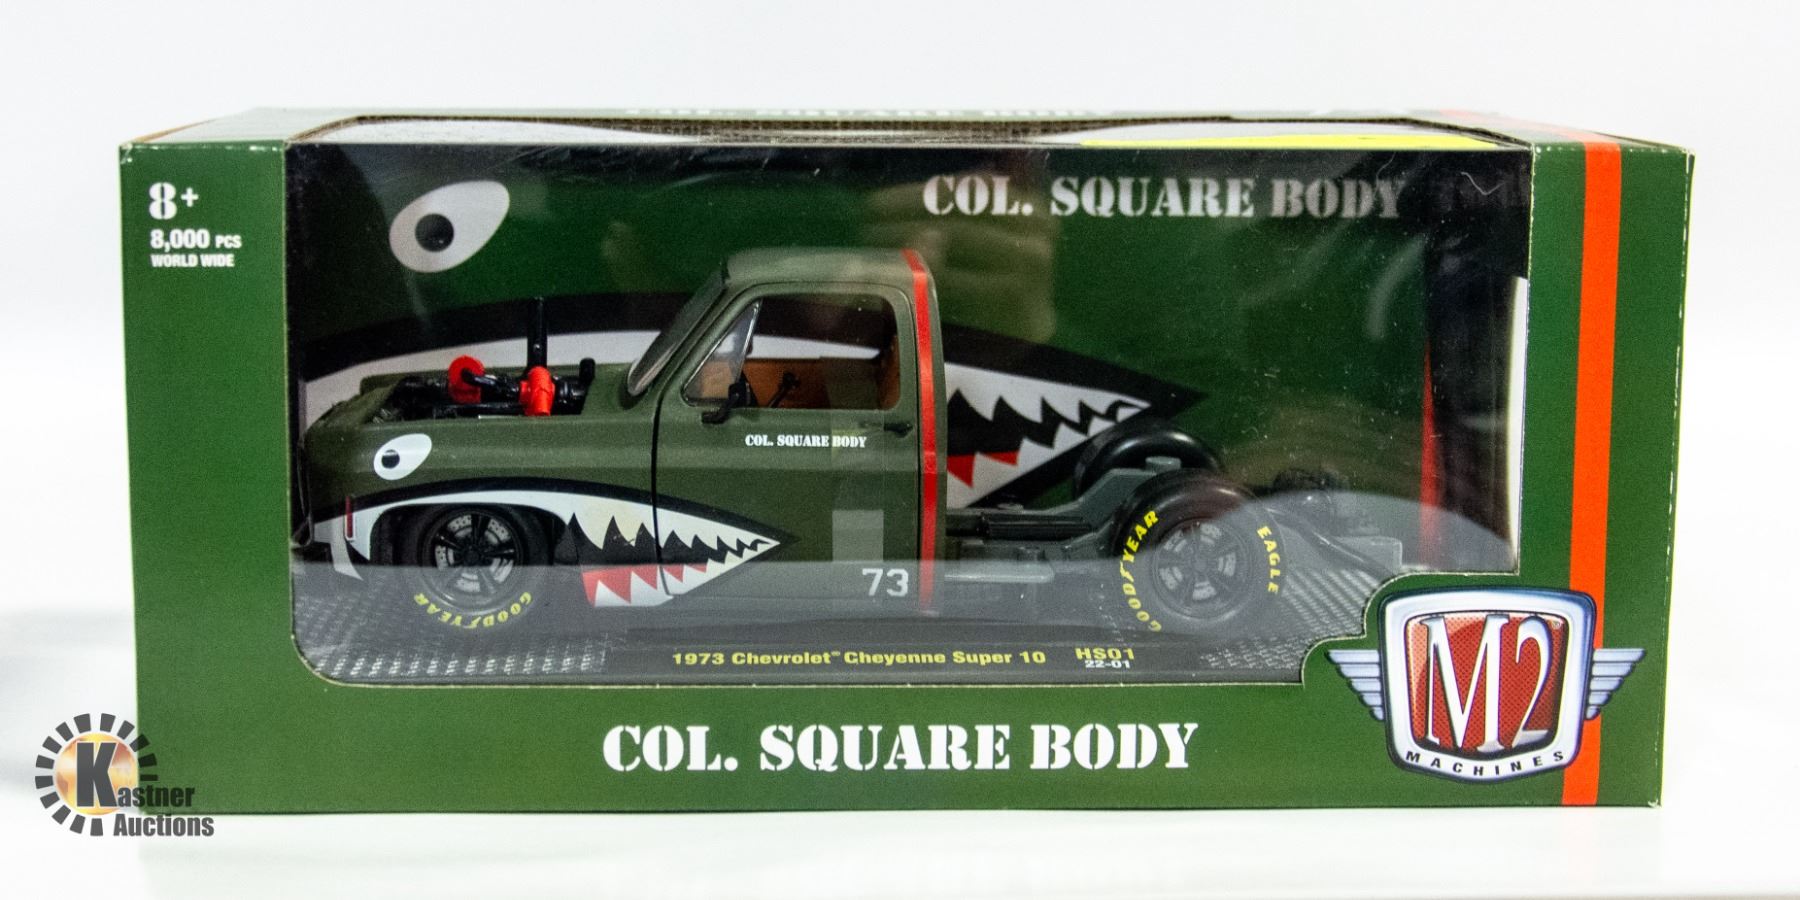 8+
8,000 PCS
WORLD WIDE
COL. SQUARE BODY
COL. SQUARE BODY
73
GOODYEAR
GOODYEAR
EAGLE
1973 Chevrolet® Cheyenne Super 10
HS01
22-01
COL. SQUARE BODY
M2
MACHINES
Kastner
Auctions